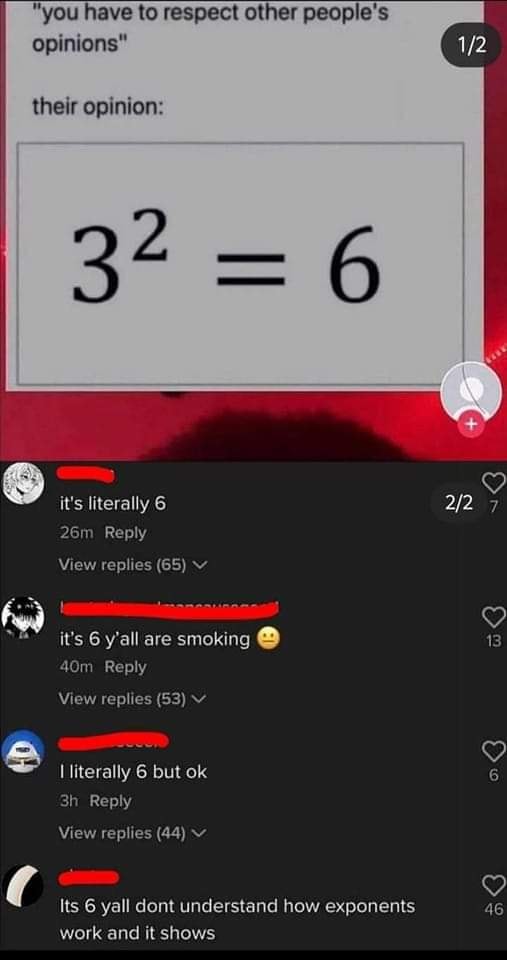 "you have to respect other people's
opinions"
1/2
their opinion:
3² = 6
it's literally 6
2/2
7
26m Reply
View replies (65)
it's 6 y'all are smoking 😐
13
40m Reply
View replies (53)
I literally 6 but ok
6
3h Reply
View replies (44)
Its 6 yall dont understand how exponents
46
work and it shows